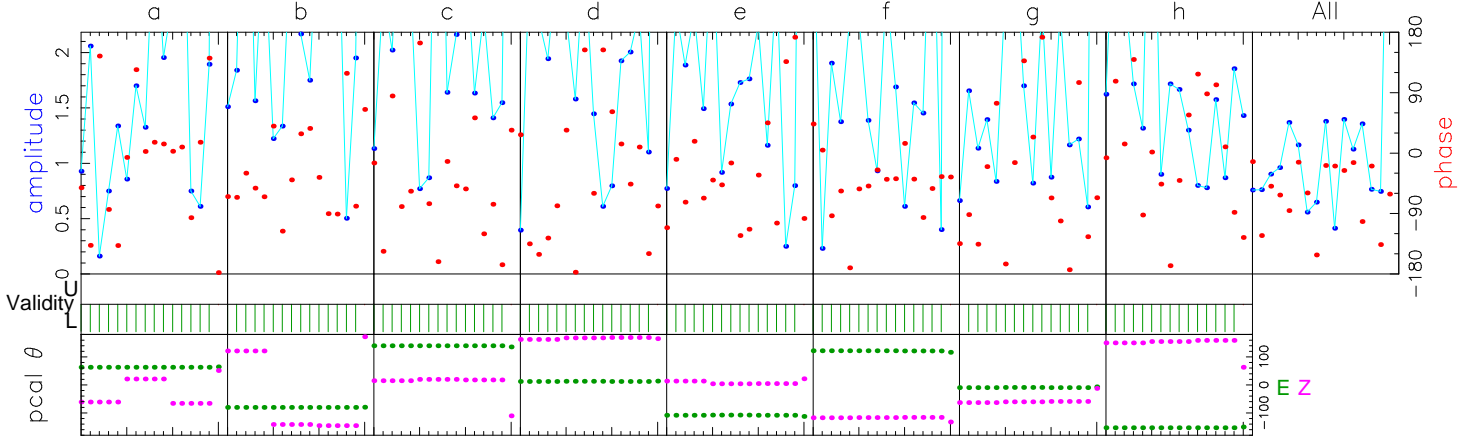 a b c d e f g h All
amplitude
0 0.5 1 1.5 2
180 90 0 −90 −180
phase
U
Validity
L
pcal θ
100 0 −100
E Z